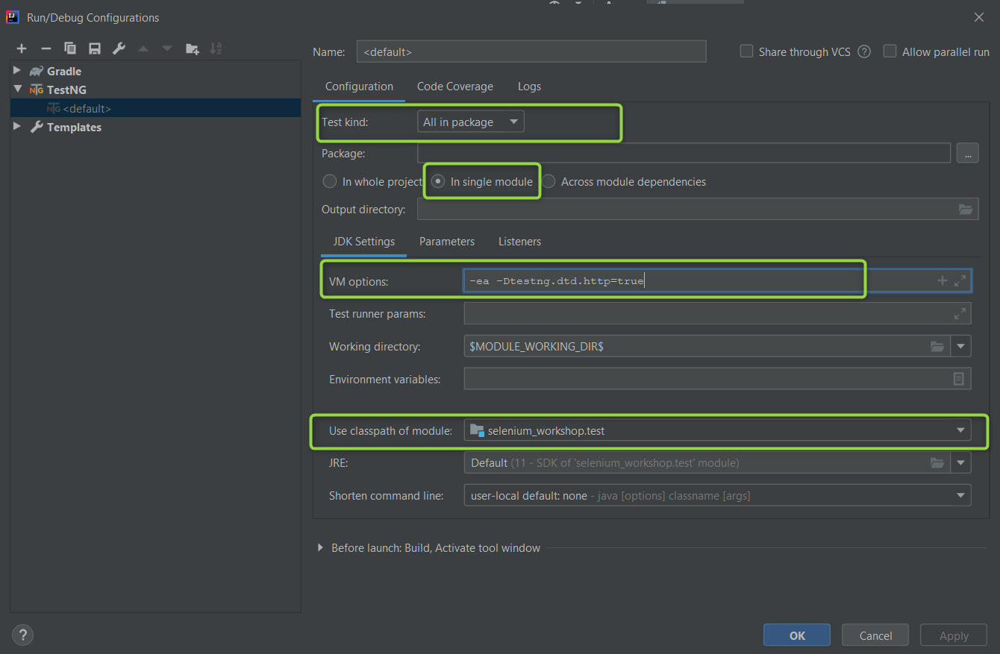 Run/Debug Configurations
Name: <default>
Share through VCS ?
Allow parallel run
Gradle
TestNG
<default>
Templates
Configuration Code Coverage Logs
Test kind: All in package
Package: ...
In whole project In single module Across module dependencies
Output directory:
JDK Settings Parameters Listeners
VM options: -ea -Dtestng.dtd.http=true
Test runner params:
Working directory: $MODULE_WORKING_DIR$
Environment variables:
Use classpath of module: selenium_workshop.test
JRE: Default (11 - SDK of 'selenium_workshop.test' module)
Shorten command line: user-local default: none - java [options] classname [args]
Before launch: Build, Activate tool window
? OK Cancel Apply